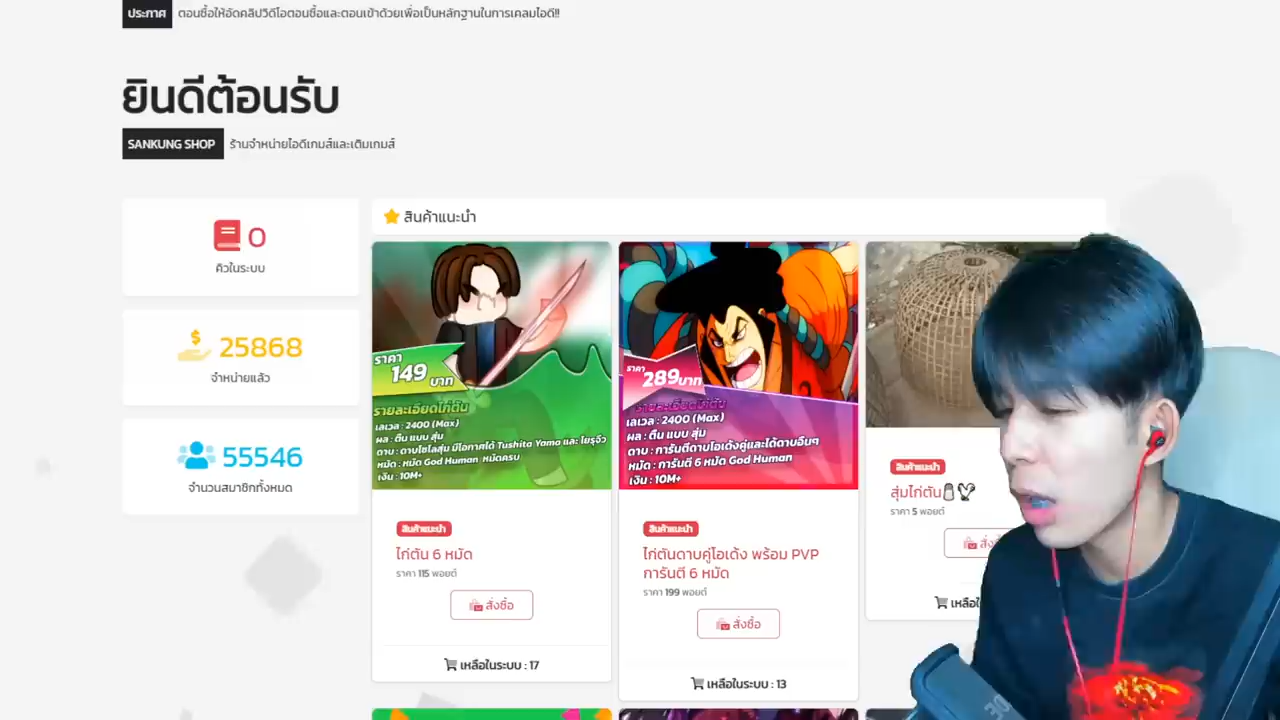 ประกาศ ตอนซื้อให้อัดคลิปวิดีโอตอนซื้อและตอนเข้าด้วยเพื่อเป็นหลักฐานในการเคลมไอดี!!
ยินดีต้อนรับ
SANKUNG SHOP ร้านจำหน่ายไอดีเกมส์และเติมเกมส์
0
คิวในระบบ
25868
จำหน่ายแล้ว
55546
จำนวนสมาชิกทั้งหมด
สินค้าแนะนำ
ราคา
149 บาท
รายละเอียดไก่ตัน
เลเวล : 2400 (Max)
ผล : ตื่น แบบ สุ่ม
ดาบ : ดาบโซโลสุ่ม มีโอกาสได้ Tushita Yama และ โยรุจิ๋ว
หมัด : หมัด God Human หมัดครบ
เงิน : 10M+
สินค้าแนะนำ
ไก่ตัน 6 หมัด
ราคา 115 พอยต์
สั่งซื้อ
เหลือในระบบ : 17
ราคา
289บาท
รายละเอียดไก่ตัน
เลเวล : 2400 (Max)
ผล : ตื่น แบบ สุ่ม
ดาบ : การันตีดาบโอเด้งคู่และได้ดาบอื่นๆ
หมัด : การันตี 6 หมัด God Human
เงิน : 10M+
สินค้าแนะนำ
ไก่ตันดาบคู่โอเด้ง พร้อม PVP
การันตี 6 หมัด
ราคา 199 พอยต์
สั่งซื้อ
เหลือในระบบ : 13
สินค้าแนะนำ
สุ่มไก่ตัน
ราคา 5 พอยต์